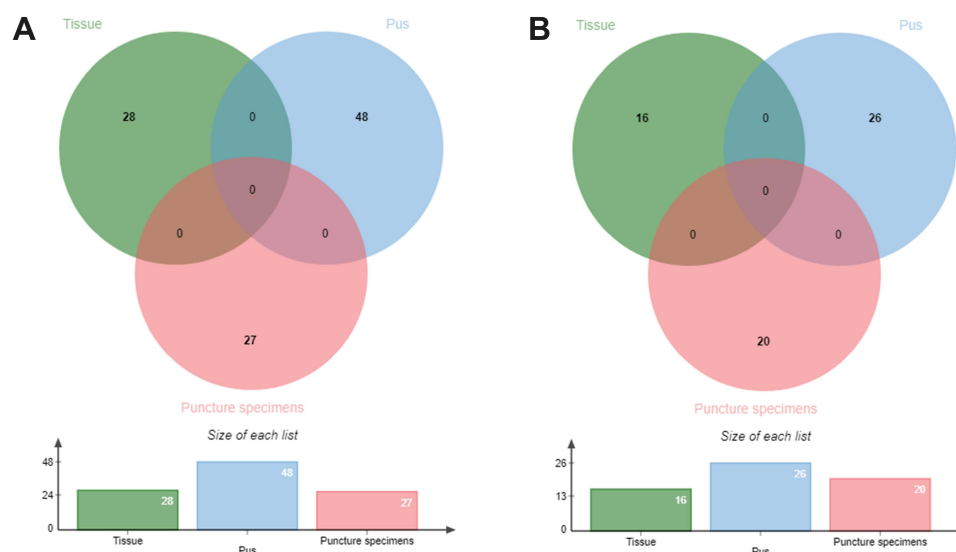 A
Tissue
Pus
28
0
48
0
0
0
27
Puncture specimens
Size of each list
48
24
0
28
48
27
Tissue
Pus
Puncture specimens
B
Tissue
Pus
16
0
26
0
0
0
20
Puncture specimens
Size of each list
26
13
0
16
26
20
Tissue
Pus
Puncture specimens